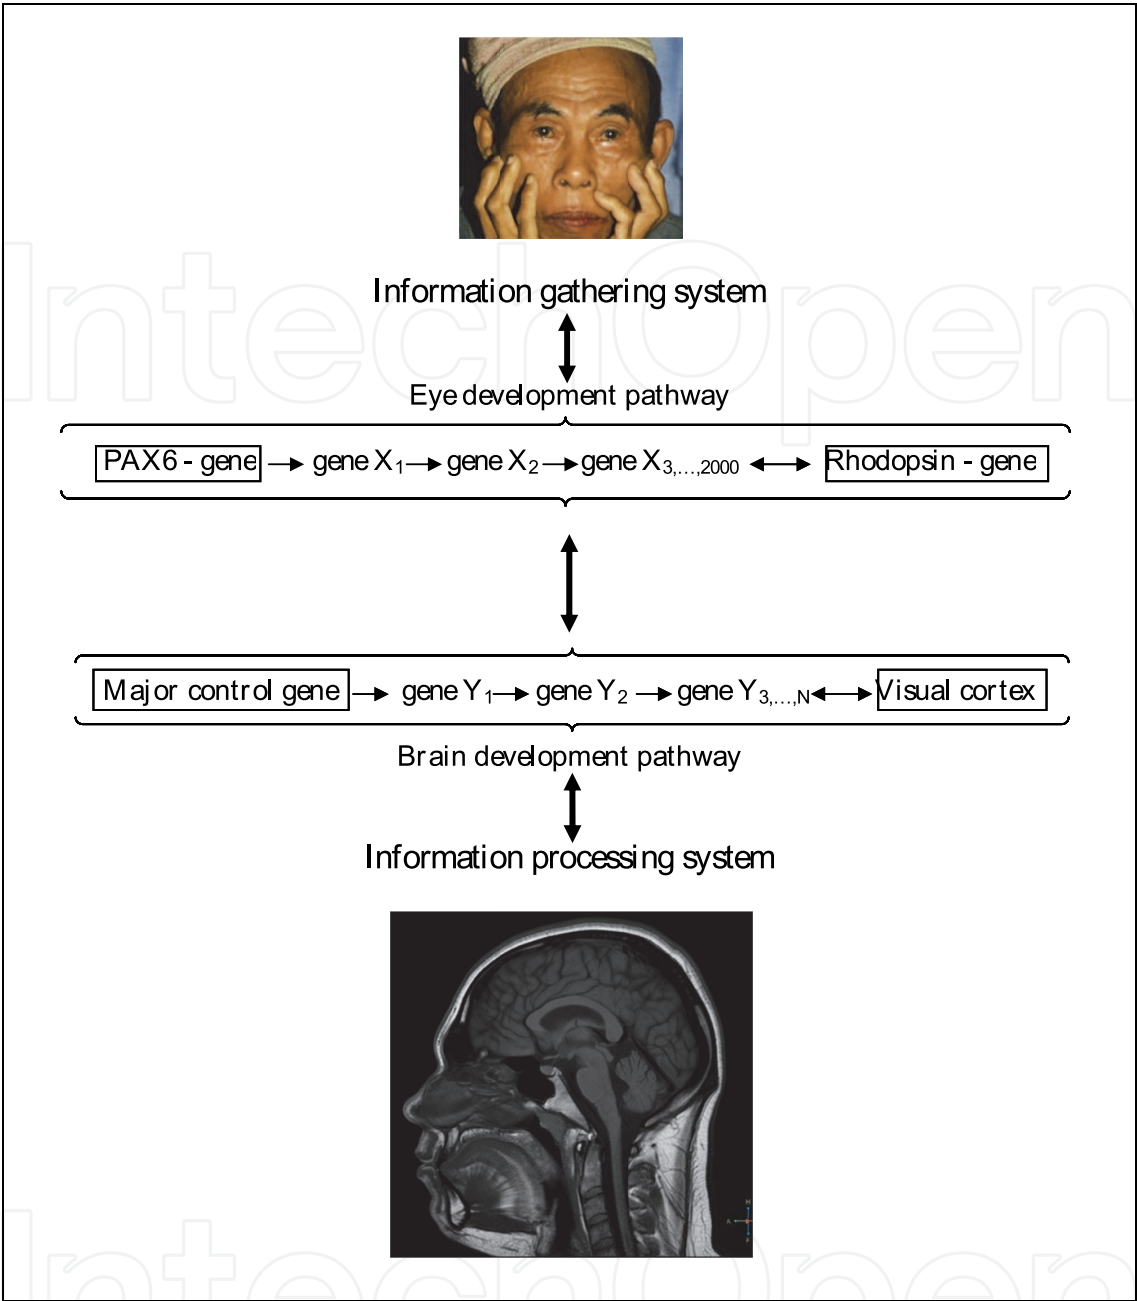 Information gathering system
Eye development pathway
PAX6 - gene → gene X₁ → gene X₂ → gene X₃,...,₂₀₀₀ ↔ Rhodopsin - gene
Major control gene → gene Y₁ → gene Y₂ → gene Y₃,...,N ↔ Visual cortex
Brain development pathway
Information processing system
H
A
F
IntechOpen
IntechOpen